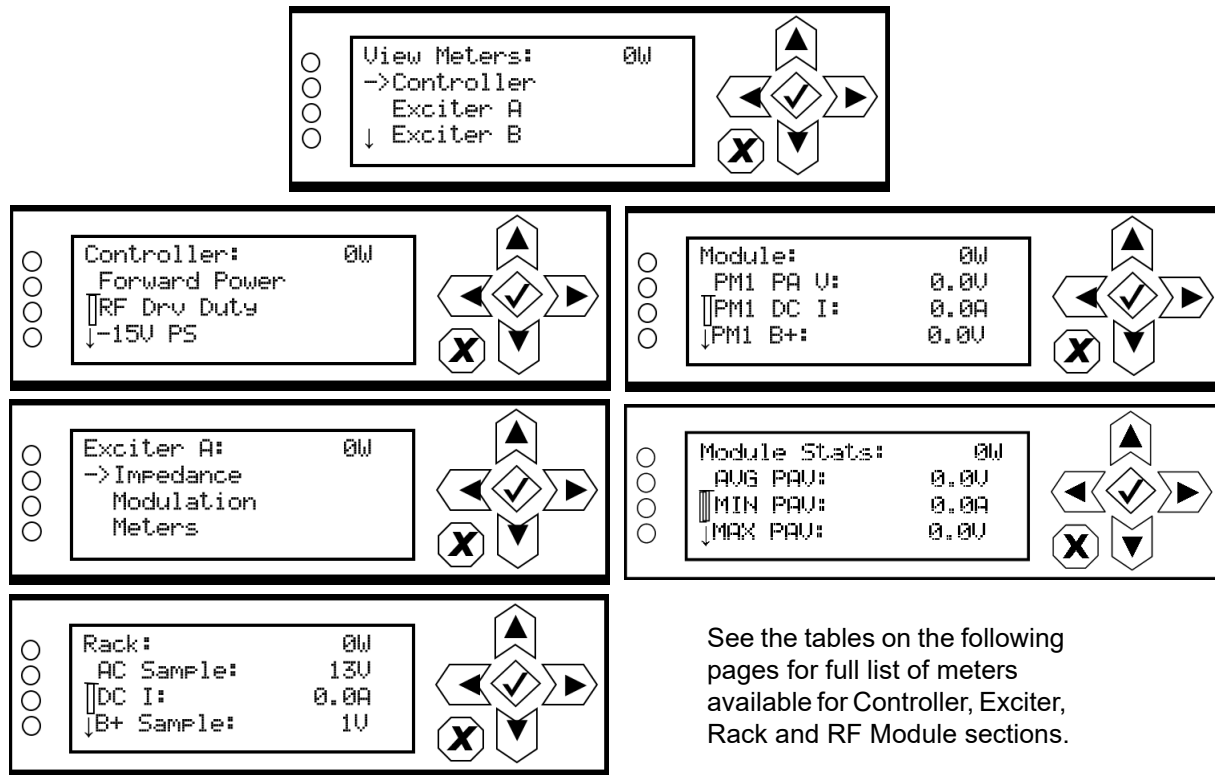 View Meters: 0W
->Controller
Exciter A
↓ Exciter B
Controller: 0W
Forward Power
RF Drv Duty
↓-15V PS
Module: 0W
PM1 PA V: 0.0V
PM1 DC I: 0.0A
↓PM1 B+: 0.0V
Exciter A: 0W
->Impedance
Modulation
Meters
Module Stats: 0W
AVG PAV: 0.0V
MIN PAV: 0.0A
↓MAX PAV: 0.0V
Rack: 0W
AC Sample: 13V
DC I: 0.0A
↓B+ Sample: 1V
See the tables on the following
pages for full list of meters
available for Controller, Exciter,
Rack and RF Module sections.